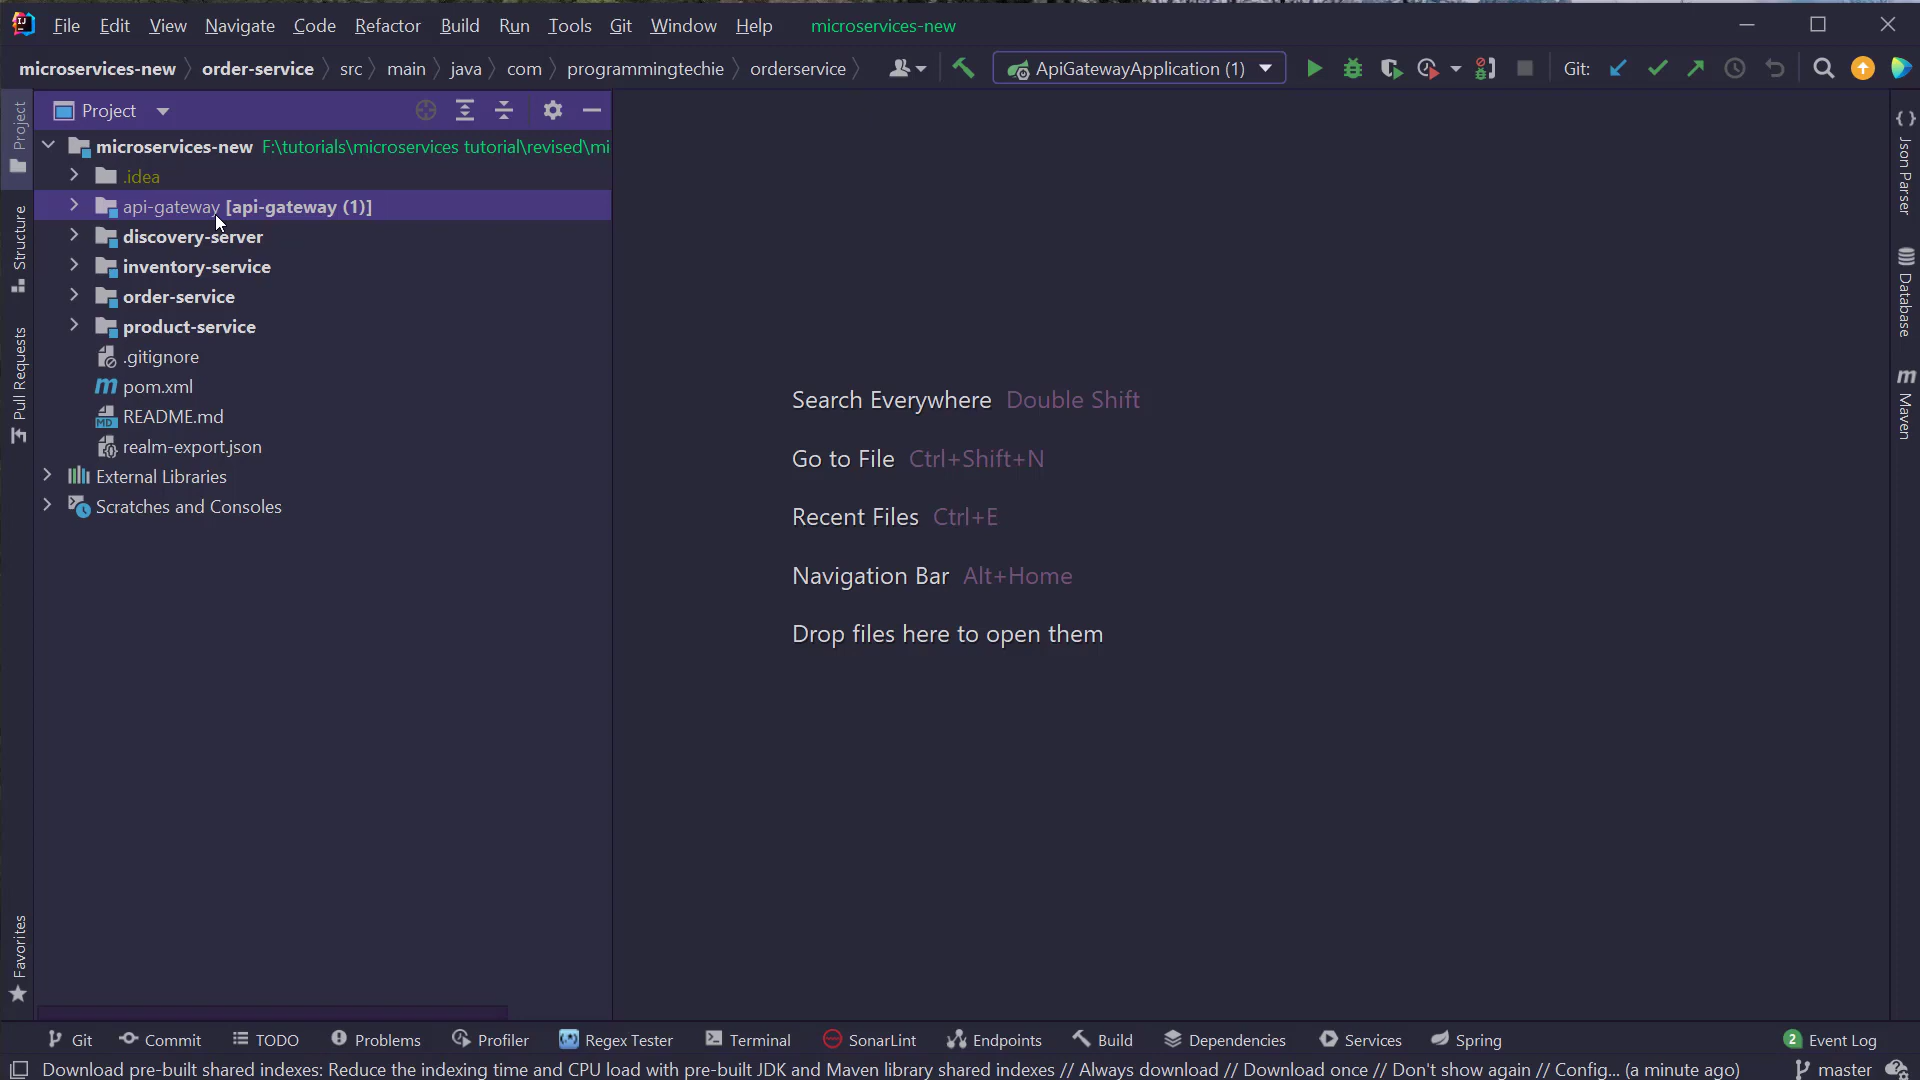 File Edit View Navigate Code Refactor Build Run Tools Git Window Help microservices-new
microservices-new order-service src main java com programmingtechie orderservice ApiGatewayApplication (1) Git:
Project
microservices-new F:\tutorials\microservices tutorial\revised\mi
.idea
api-gateway [api-gateway (1)]
discovery-server
inventory-service
order-service
product-service
.gitignore
pom.xml
README.md
realm-export.json
External Libraries
Scratches and Consoles
Project
Structure
Pull Requests
Favorites
Search Everywhere Double Shift
Go to File Ctrl+Shift+N
Recent Files Ctrl+E
Navigation Bar Alt+Home
Drop files here to open them
Json Parser
Database
Maven
Git Commit TODO Problems Profiler Regex Tester Terminal SonarLint Endpoints Build Dependencies Services Spring 2 Event Log
Download pre-built shared indexes: Reduce the indexing time and CPU load with pre-built JDK and Maven library shared indexes // Always download // Download once // Don't show again // Config... (a minute ago) master